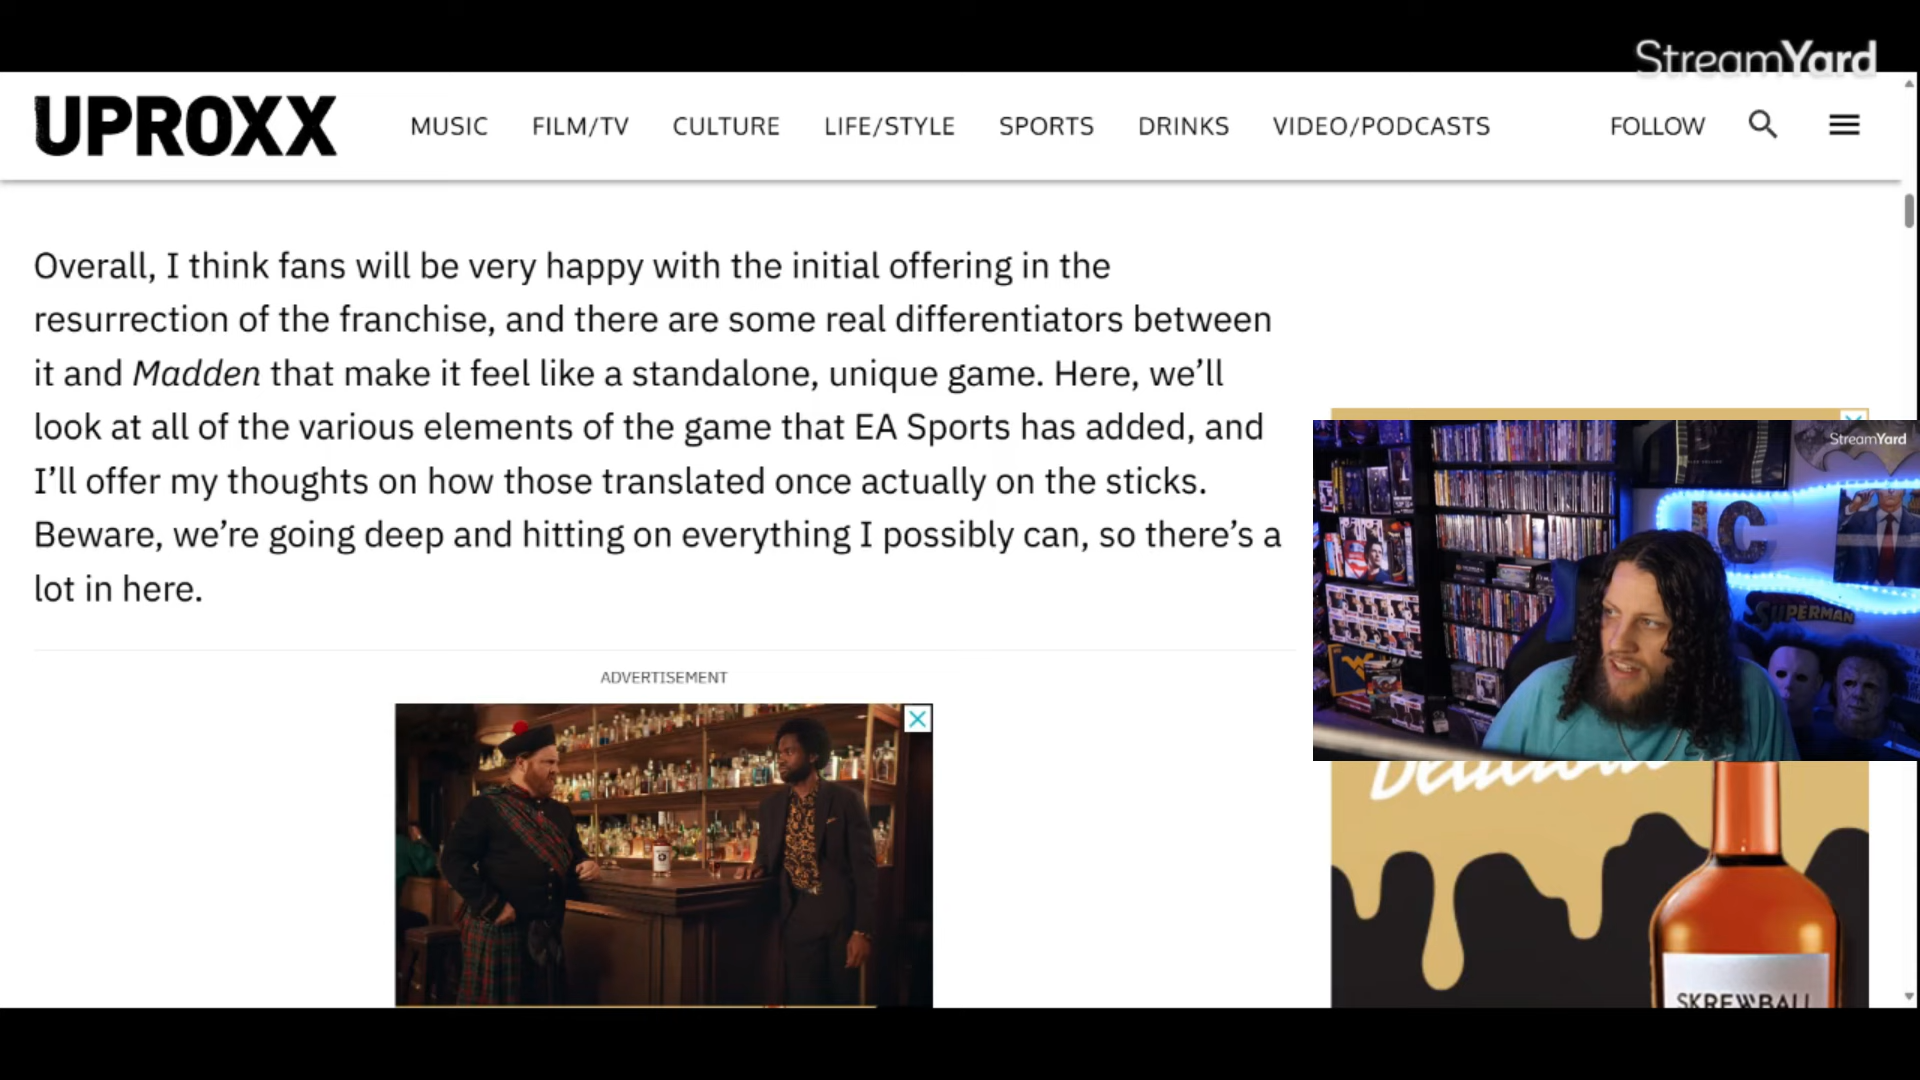 StreamYard
UPROXX
MUSIC
FILM/TV
CULTURE
LIFE/STYLE
SPORTS
DRINKS
VIDEO/PODCASTS
FOLLOW
Overall, I think fans will be very happy with the initial offering in the
resurrection of the franchise, and there are some real differentiators between
it and Madden that make it feel like a standalone, unique game. Here, we’ll
look at all of the various elements of the game that EA Sports has added, and
I’ll offer my thoughts on how those translated once actually on the sticks.
Beware, we’re going deep and hitting on everything I possibly can, so there’s a
lot in here.
ADVERTISEMENT
StreamYard
IC
SUPERMAN
SKREWBALL